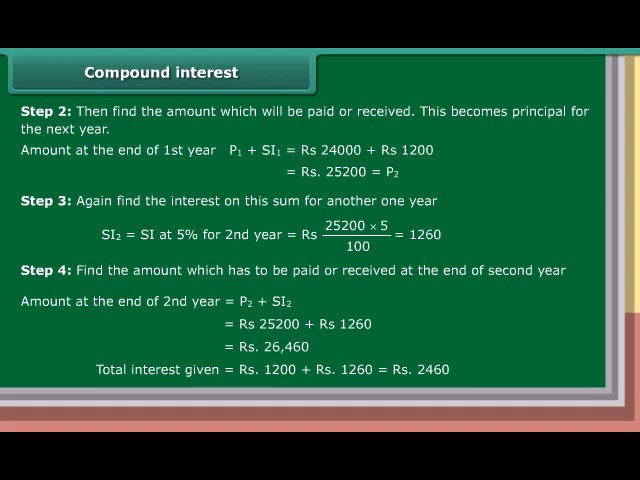 Compound interest
Step 2: Then find the amount which will be paid or received. This becomes principal for
the next year.
Amount at the end of 1st year P₁ + SI₁ = Rs 24000 + Rs 1200
= Rs. 25200 = P₂
Step 3: Again find the interest on this sum for another one year
SI₂ = SI at 5% for 2nd year = Rs 25200 × 5 / 100 = 1260
Step 4: Find the amount which has to be paid or received at the end of second year
Amount at the end of 2nd year = P₂ + SI₂
= Rs 25200 + Rs 1260
= Rs. 26,460
Total interest given = Rs. 1200 + Rs. 1260 = Rs. 2460